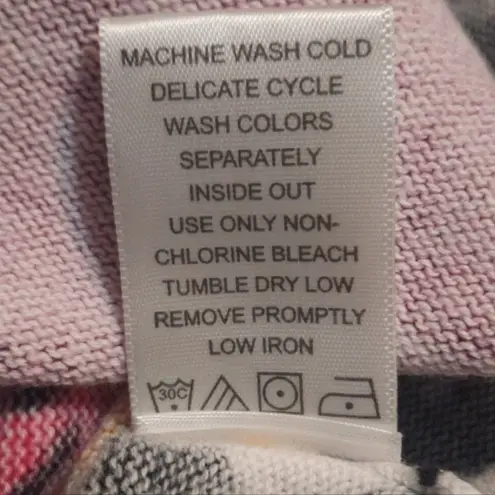 MACHINE WASH COLD
DELICATE CYCLE
WASH COLORS
SEPARATELY
INSIDE OUT
USE ONLY NON-
CHLORINE BLEACH
TUMBLE DRY LOW
REMOVE PROMPTLY
LOW IRON
30C